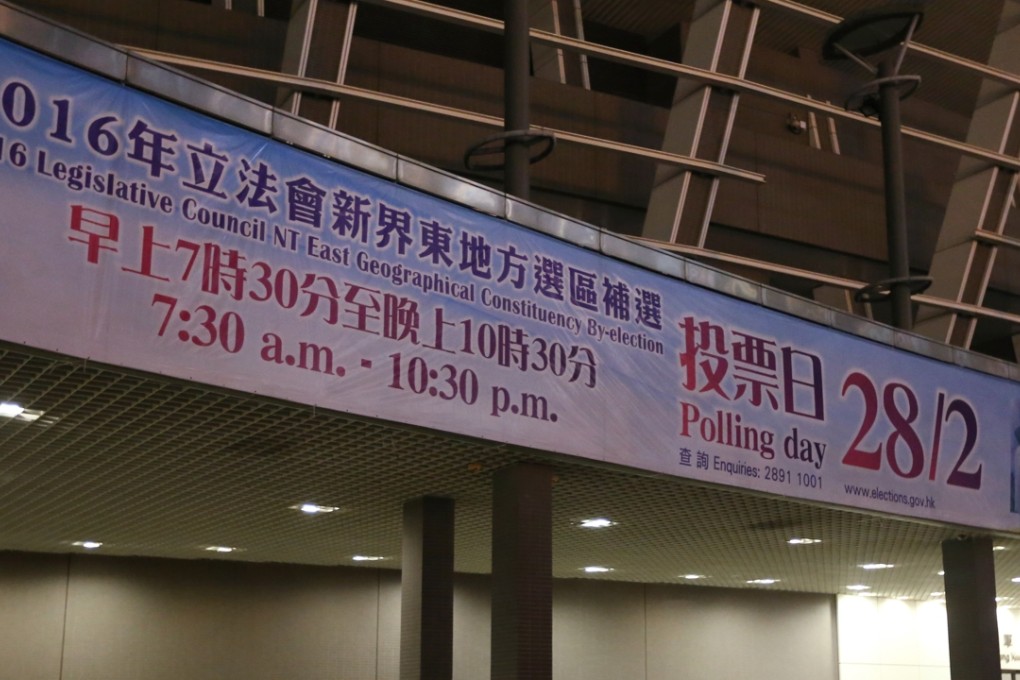 016年立法會新界東地方選區補選
16 Legislative Council NT East Geographical Constituency By-election
早上7時30分至晚上10時30分
7:30 a.m. - 10:30 p.m.
投票日
Polling day
28/2
查詢 Enquiries: 2891 1001
www.elections.gov.hk